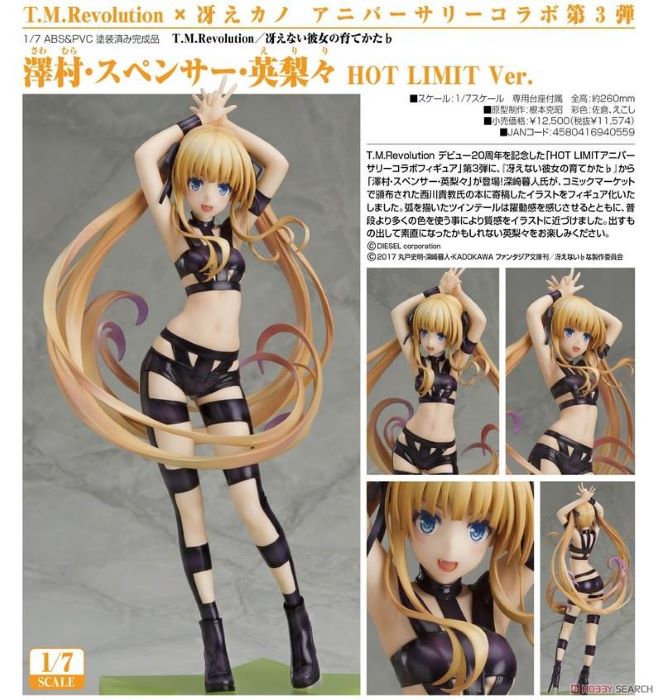 T.M.Revolution × 冴えカノ アニバーサリーコラボ第3弾
1/7 ABS&PVC 塗装済み完成品 T.M.Revolution/冴えない彼女の育てかた♭
さわ むら えりり
澤村・スペンサー・英梨々 HOT LIMIT Ver.
■スケール:1/7スケール 専用台座付属 全高:約260mm
■原型制作:根本克昭 彩色:佐倉、えこし
■小売価格:¥12,500(税抜¥11,574)
■JANコード:4580416940559
T.M.Revolution デビュー20周年を記念した「HOT LIMITアニバー
サリーコラボフィギュア」第3弾に、『冴えない彼女の育てかた♭』から
「澤村・スペンサー・英梨々」が登場!深崎暮人氏が、コミックマーケット
で頒布された西川貴教氏の本に寄稿したイラストをフィギュア化いた
しました。弧を描いたツインテールは躍動感を感じさせるとともに、普
段より多くの色を使う事により質感をイラストに近づけました。出すも
の出して素直になったかもしれない英梨々をお楽しみください。
©DIESEL corporation
©2017 丸戸史明・深崎暮人・KADOKAWA ファンタジア文庫刊/冴えない♭な製作委員会
1/7
SCALE
HOBBY SEARCH